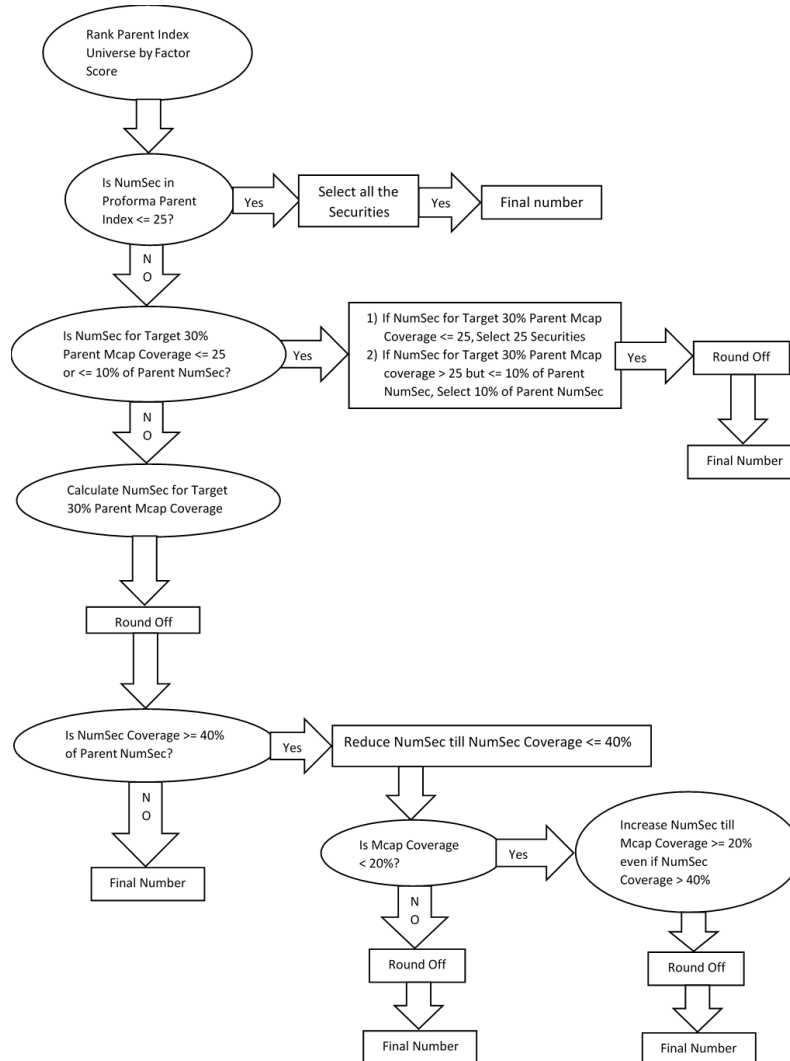 Rank Parent Index
Universe by Factor
Score
Is NumSec in
Proforma Parent
Index <= 25?
Yes
Select all the
Securities
Yes
Final number
N
O
Is NumSec for Target 30%
Parent Mcap Coverage <= 25
or <= 10% of Parent NumSec?
Yes
1) If NumSec for Target 30% Parent Mcap
Coverage <= 25, Select 25 Securities
2) If NumSec for Target 30% Parent Mcap
coverage > 25 but <= 10% of Parent
NumSec, Select 10% of Parent NumSec
Yes
Round Off
Final Number
N
O
Calculate NumSec for Target
30% Parent Mcap Coverage
Round Off
Is NumSec Coverage >= 40%
of Parent NumSec?
Yes
Reduce NumSec till NumSec Coverage <= 40%
N
O
Final Number
Is Mcap Coverage
< 20%?
Yes
Increase NumSec till
Mcap Coverage >= 20%
even if NumSec
Coverage > 40%
N
O
Round Off
Final Number
Round Off
Final Number